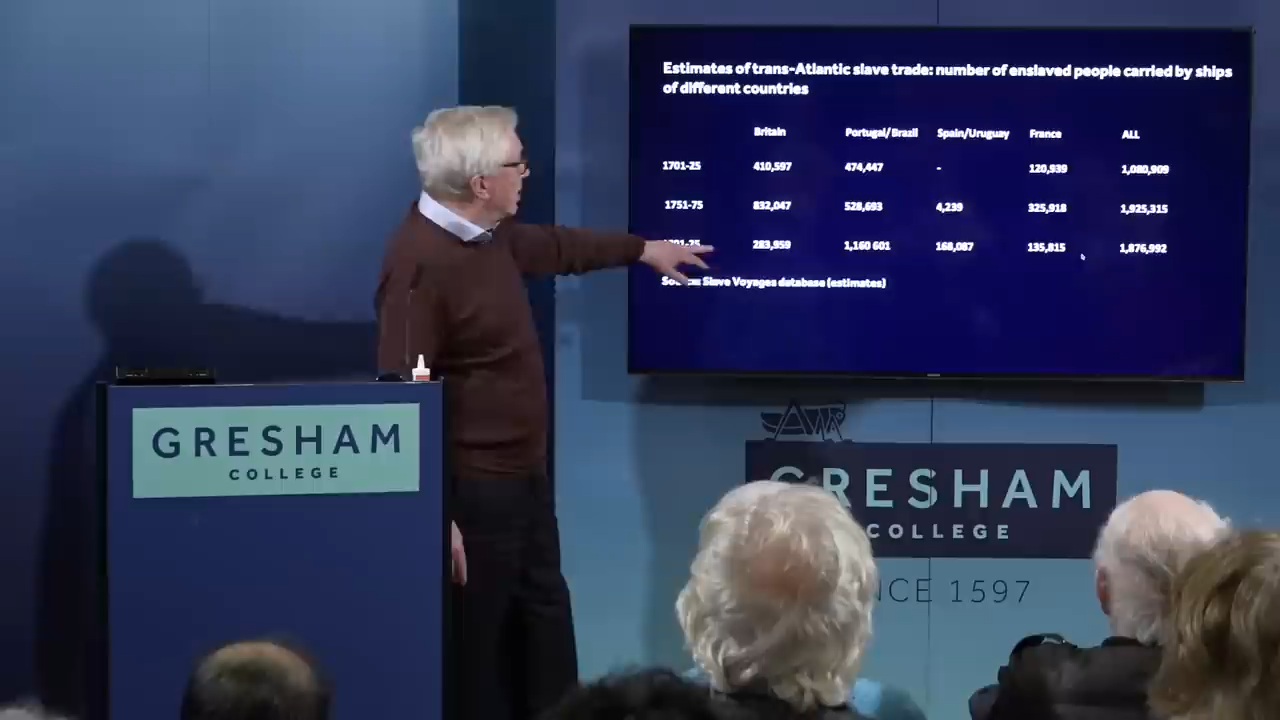 Estimates of trans-Atlantic slave trade: number of enslaved people carried by ships
of different countries
Britain Portugal/Brazil Spain/Uruguay France ALL
1701-25 410,597 474,447 - 120,939 1,080,909
1751-75 832,047 528,693 4,239 325,918 1,925,315
283,959 1,160 601 168,087 135,815 1,876,992
Slave Voyages database (estimates)
GRESHAM
COLLEGE
GRESHAM
COLLEGE
1597